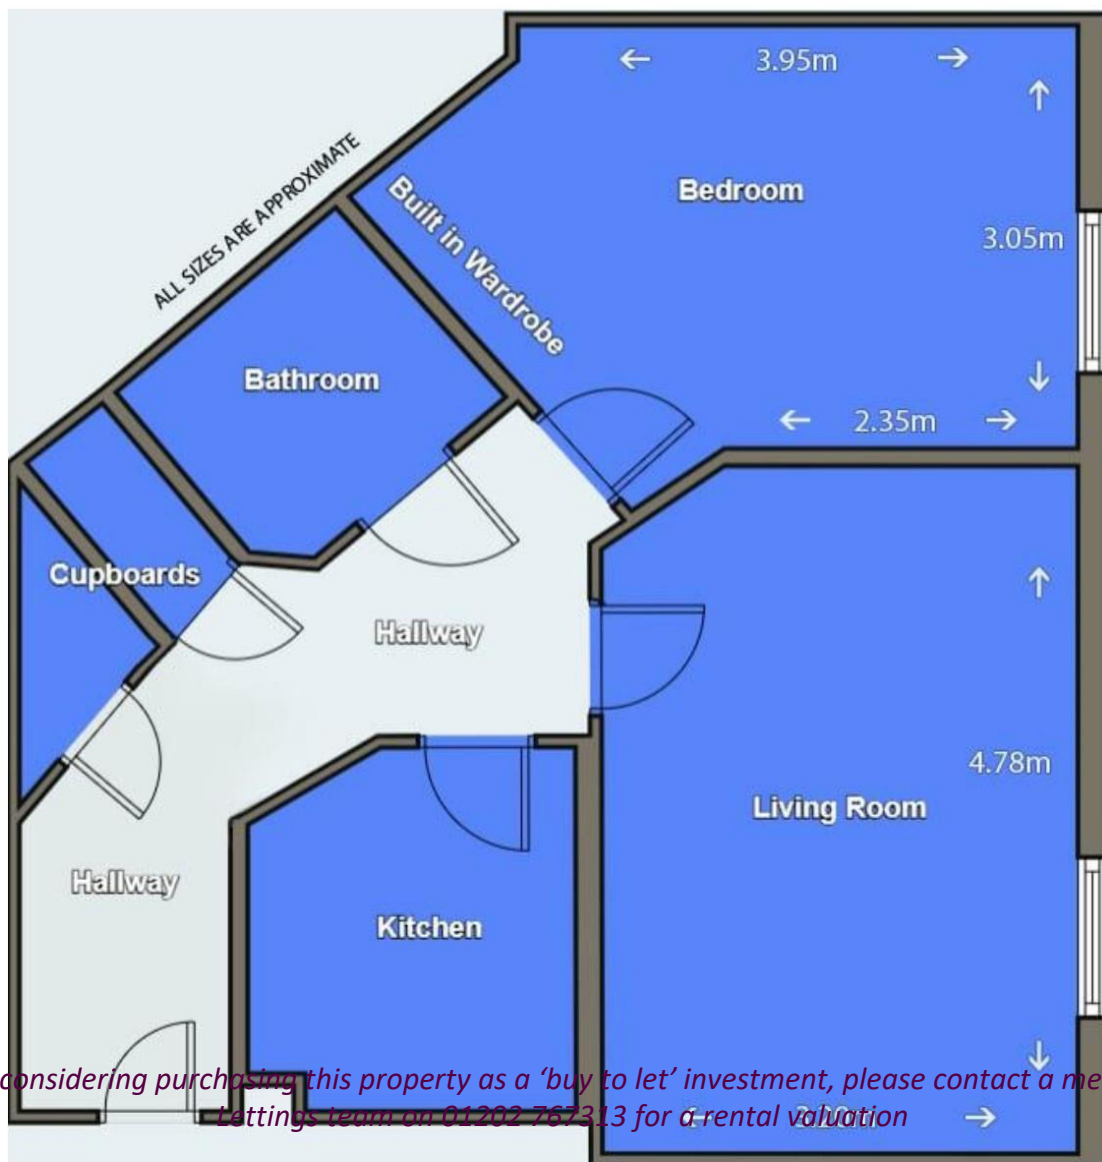 3.95m
ALL SIZES ARE APPROXIMATE
Built in Wardrobe
Bedroom
3.05m
Bathroom
2.35m
Cupboards
Hallway
4.78m
Living Room
Hallway
Kitchen
considering purchasing this property as a ‘buy to let’ investment, please contact a me
Lettings team on 01202 767313 for a rental valuation